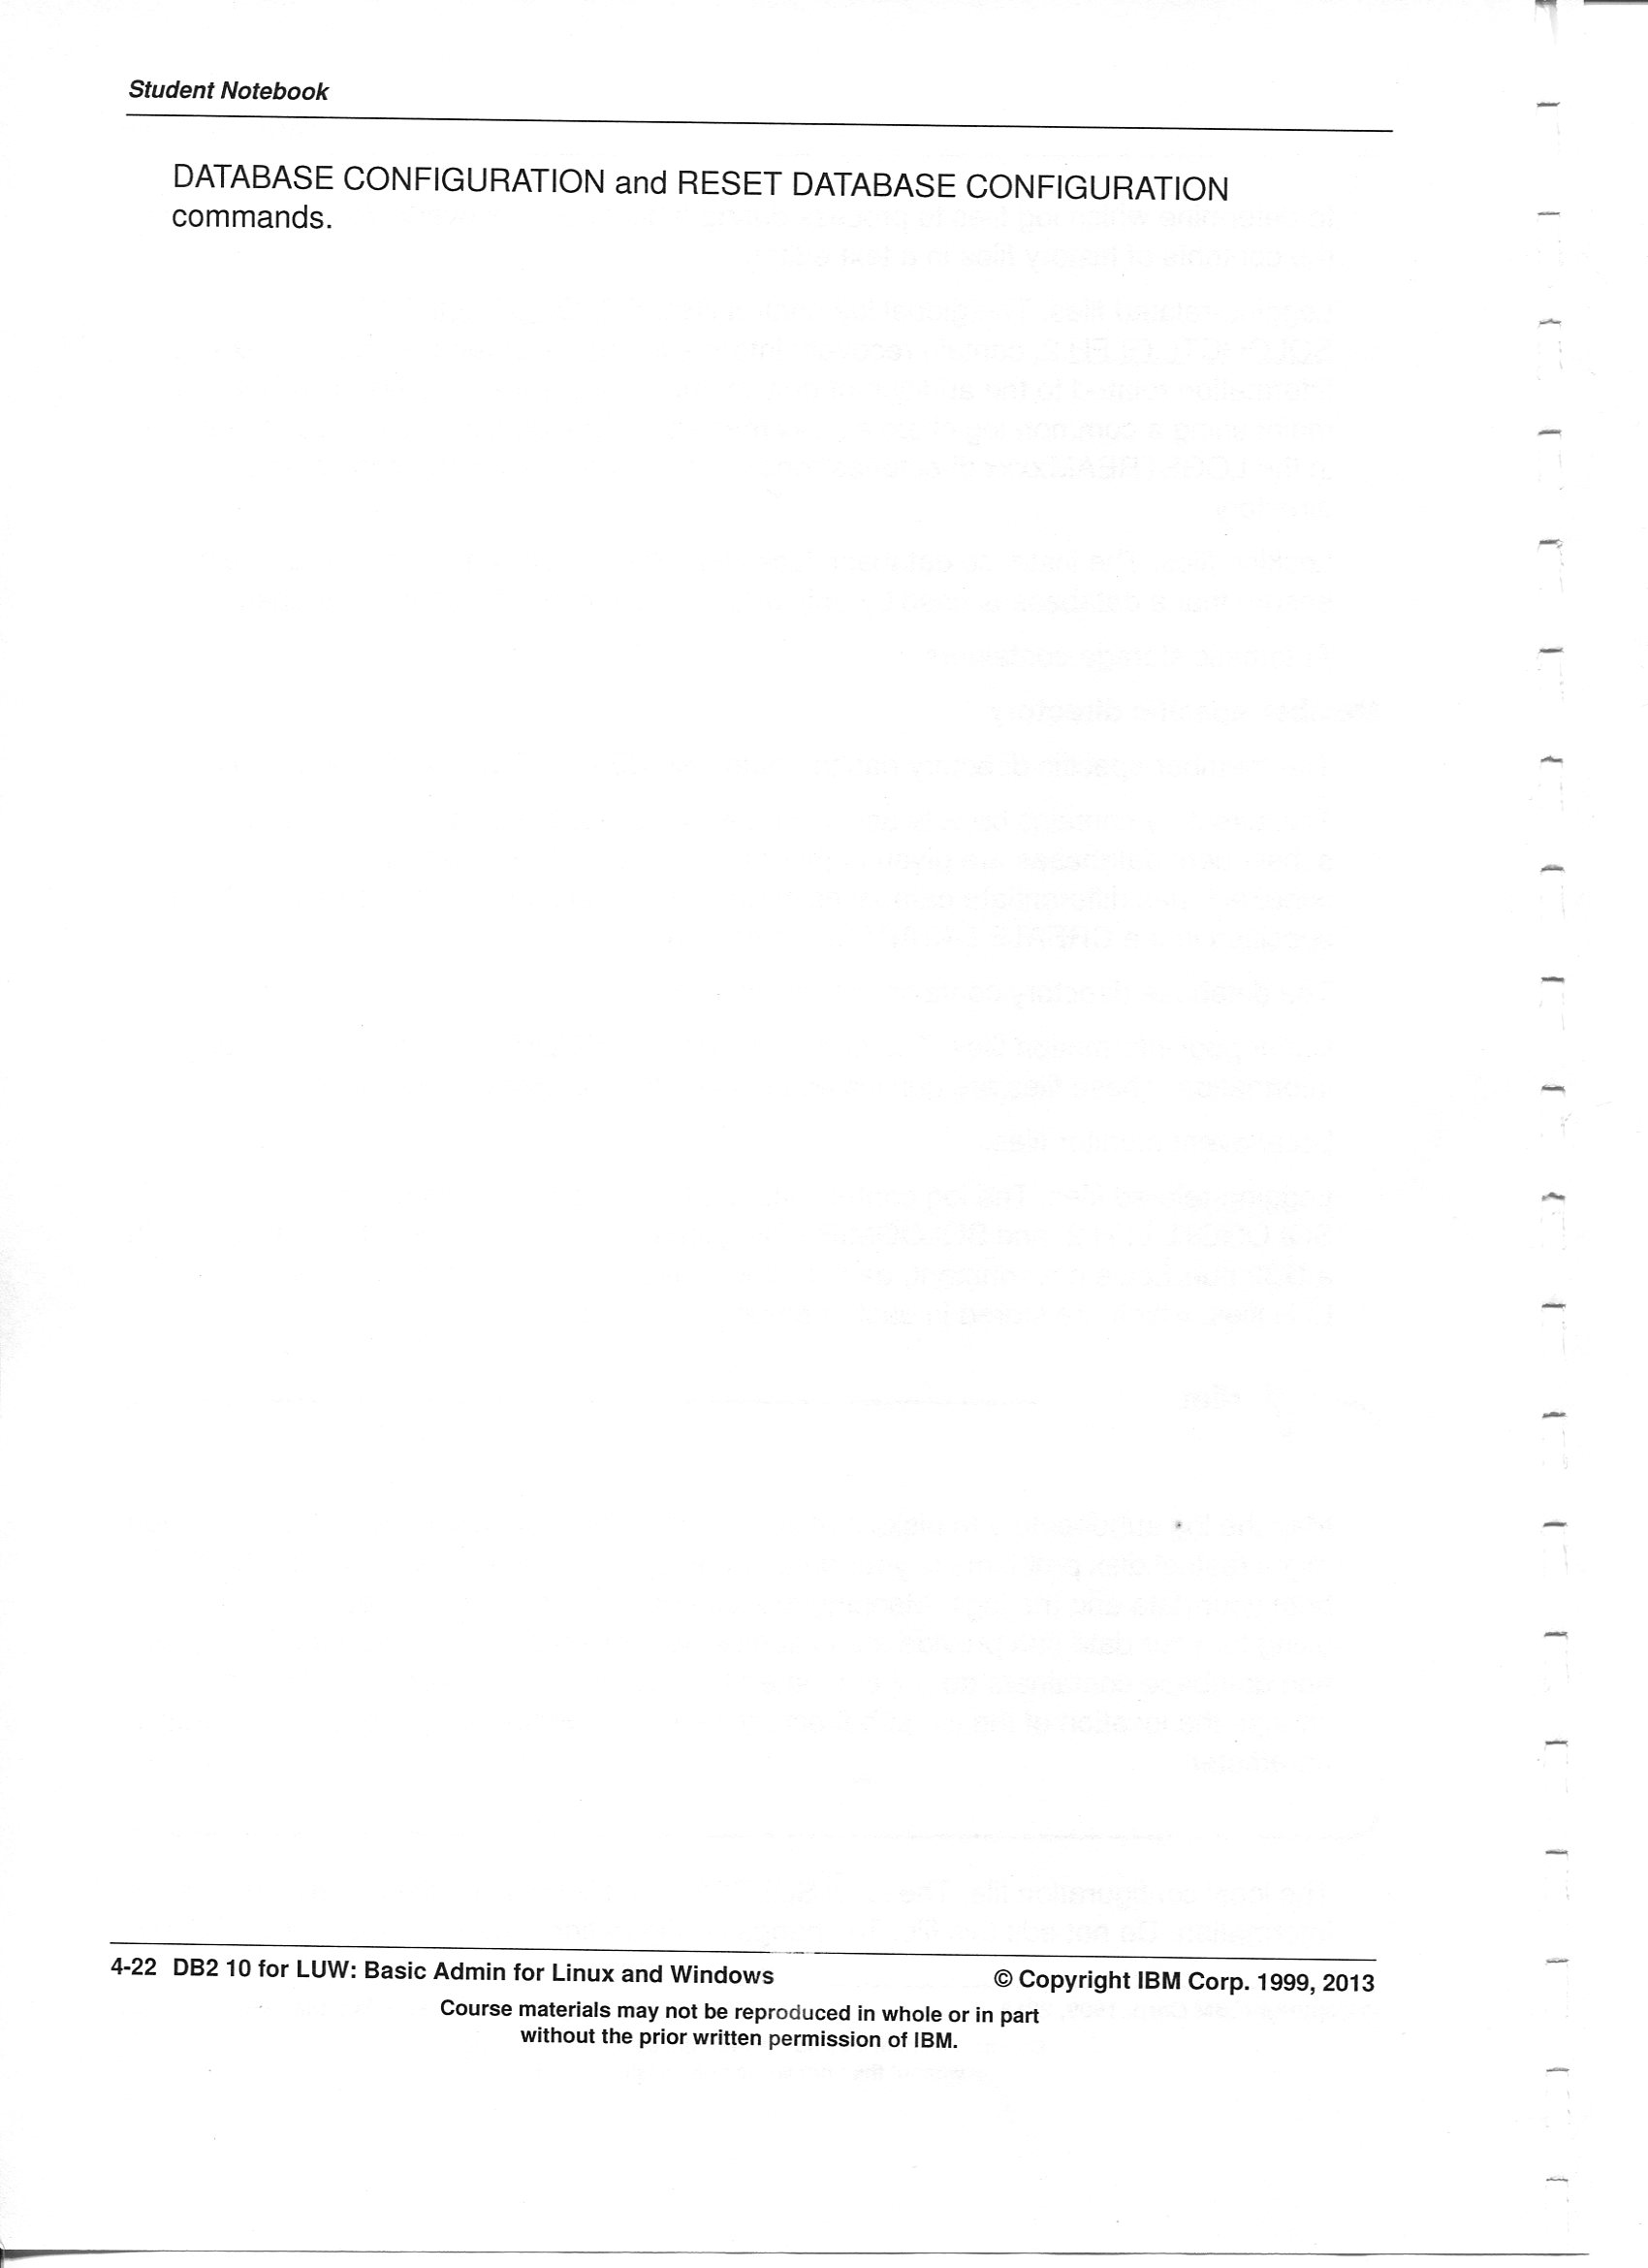 Student Notebook
DATABASE CONFIGURATION and RESET DATABASE CONFIGURATION
commands.
4-22 DB2 10 for LUW: Basic Admin for Linux and Windows © Copyright IBM Corp. 1999, 2013
Course materials may not be reproduced in whole or in part
without the prior written permission of IBM.